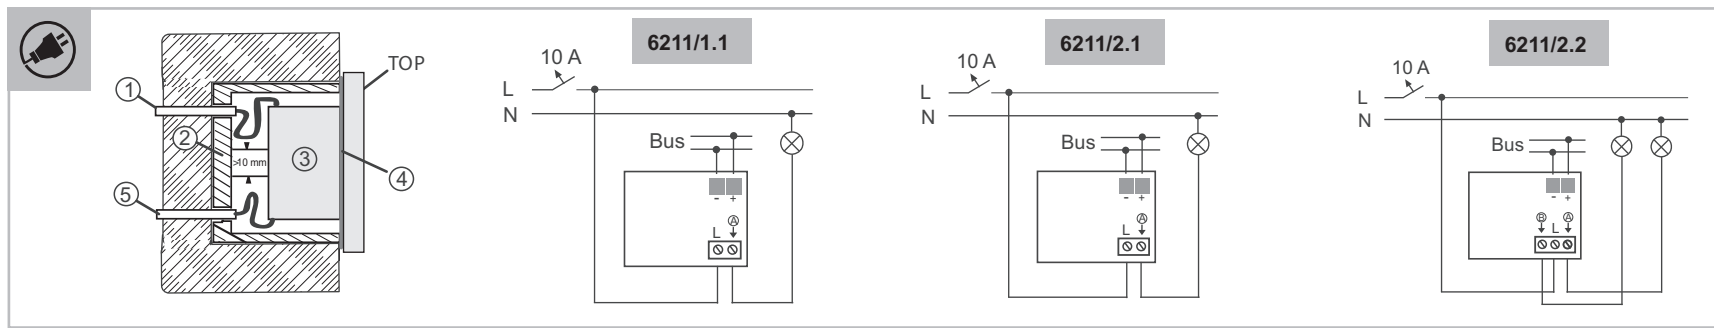 TOP
1
2
>10 mm
3
4
5
6211/1.1
10 A
L
N
Bus
- +
A
L
6211/2.1
10 A
L
N
Bus
- +
A
L
6211/2.2
10 A
L
N
Bus
- +
B A
L